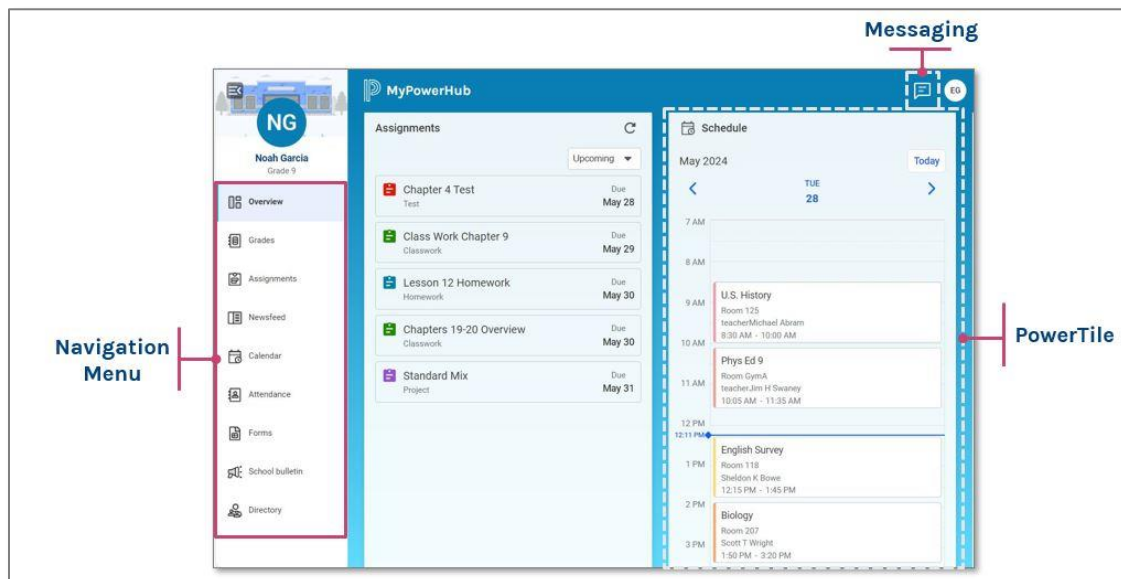 Messaging
MyPowerHub
EG
NG
Noah Garcia
Grade 9
Overview
Grades
Assignments
Newsfeed
Calendar
Attendance
Forms
School bulletin
Directory
Navigation
Menu
Assignments
Upcoming
Chapter 4 Test
Test
Due
May 28
Class Work Chapter 9
Classwork
Due
May 29
Lesson 12 Homework
Homework
Due
May 30
Chapters 19-20 Overview
Classwork
Due
May 30
Standard Mix
Project
Due
May 31
Schedule
May 2024
Today
TUE
28
7 AM
8 AM
9 AM
U.S. History
Room 125
teacherMichael Abram
8:30 AM - 10:00 AM
10 AM
Phys Ed 9
Room GymA
11 AM
teacherJim H Swaney
10:05 AM - 11:35 AM
12 PM
12:11 PM
English Survey
1 PM
Room 118
Sheldon K Bowe
12:15 PM - 1:45 PM
2 PM
Biology
Room 207
3 PM
Scott T Wright
1:50 PM - 3:20 PM
PowerTile